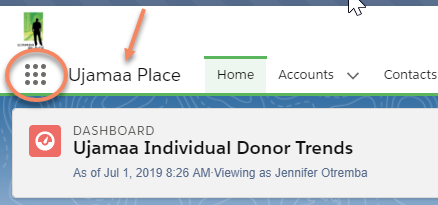 Ujamaa Place Home Accounts Contacts
DASHBOARD
Ujamaa Individual Donor Trends
As of Jul 1, 2019 8:26 AM·Viewing as Jennifer Otremba